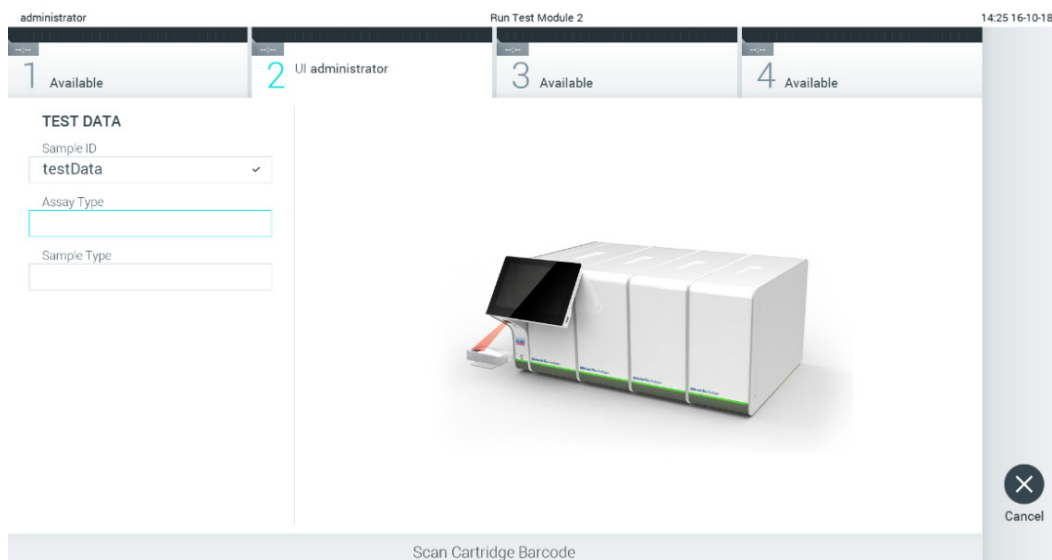 administrator
Run Test Module 2
14:25 16-10-18
--:--
--:--
--:--
--:--
1 Available
2 UI administrator
3 Available
4 Available
TEST DATA
Sample ID
testData
Assay Type
Sample Type
Cancel
Scan Cartridge Barcode